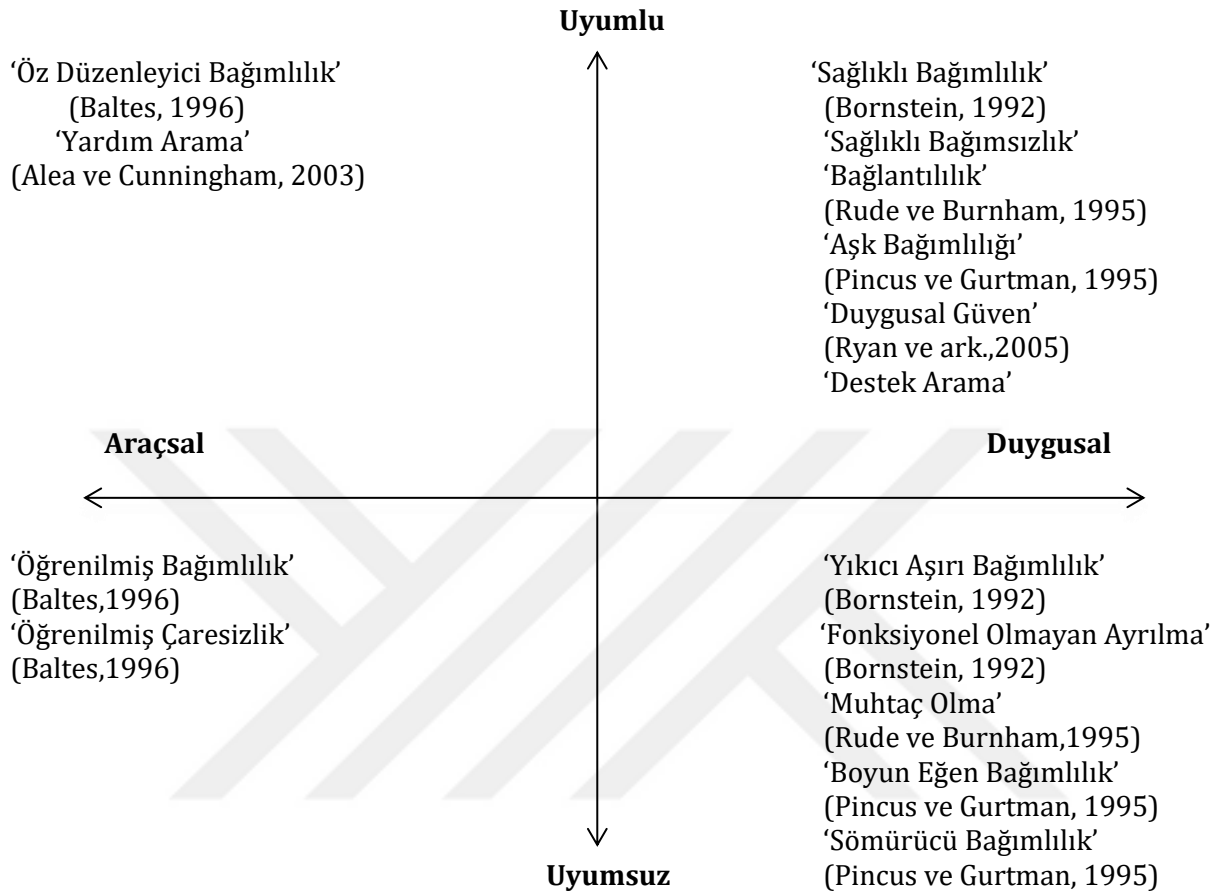 Uyumlu
‘Öz Düzenleyici Bağımlılık’
(Baltes, 1996)
‘Yardım Arama’
(Alea ve Cunningham, 2003)
‘Sağlıklı Bağımlılık’
(Bornstein, 1992)
‘Sağlıklı Bağımsızlık’
‘Bağlantılılık’
(Rude ve Burnham, 1995)
‘Aşk Bağımlılığı’
(Pincus ve Gurtman, 1995)
‘Duygusal Güven’
(Ryan ve ark.,2005)
‘Destek Arama’
Araçsal
Duygusal
‘Öğrenilmiş Bağımlılık’
(Baltes,1996)
‘Öğrenilmiş Çaresizlik’
(Baltes,1996)
‘Yıkıcı Aşırı Bağımlılık’
(Bornstein, 1992)
‘Fonksiyonel Olmayan Ayrılma’
(Bornstein, 1992)
‘Muhtaç Olma’
(Rude ve Burnham,1995)
‘Boyun Eğen Bağımlılık’
(Pincus ve Gurtman, 1995)
‘Sömürücü Bağımlılık’
(Pincus ve Gurtman, 1995)
Uyumsuz